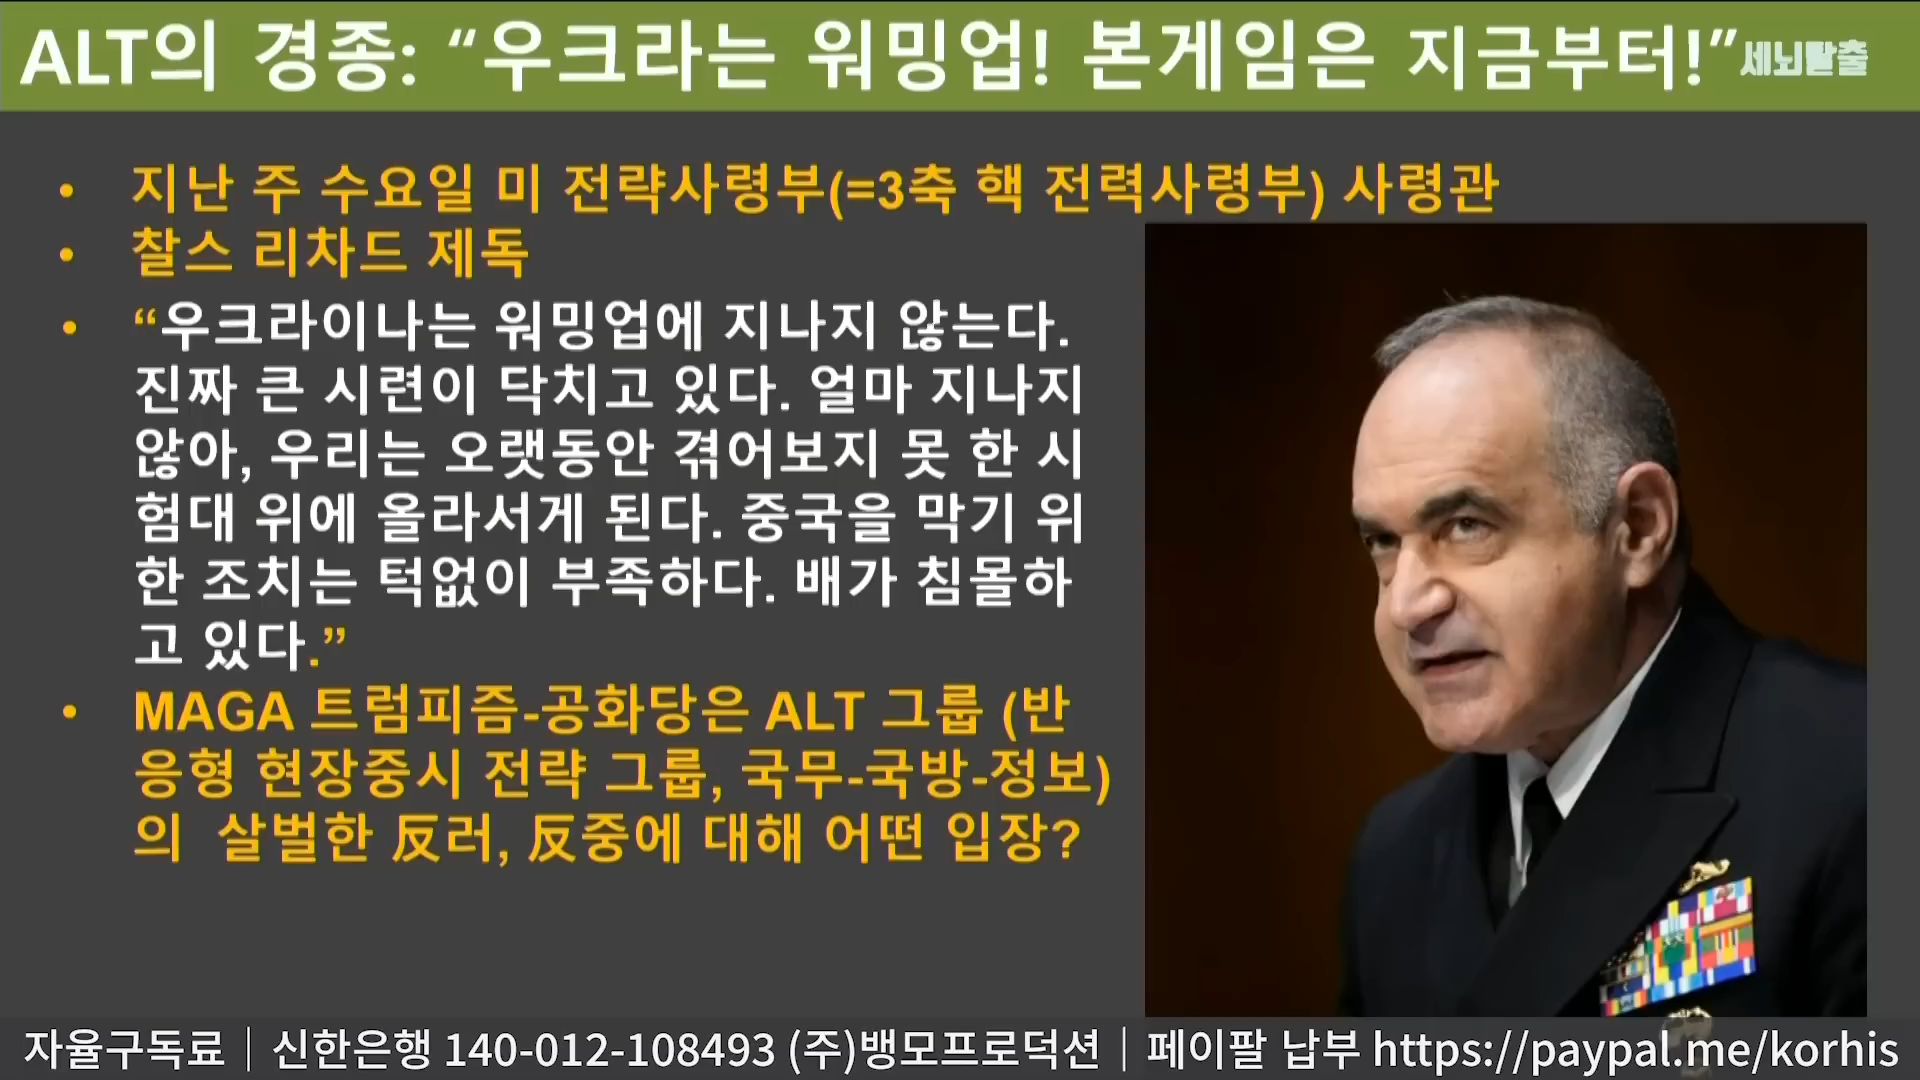 ALT의 경종: “우크라는 워밍업! 본게임은 지금부터!”
세뇌탈출
• 지난 주 수요일 미 전략사령부(=3축 핵 전력사령부) 사령관
• 찰스 리차드 제독
• “우크라이나는 워밍업에 지나지 않는다.
진짜 큰 시련이 닥치고 있다. 얼마 지나지
않아, 우리는 오랫동안 겪어보지 못 한 시
험대 위에 올라서게 된다. 중국을 막기 위
한 조치는 턱없이 부족하다. 배가 침몰하
고 있다.”
• MAGA 트럼피즘-공화당은 ALT 그룹 (반
응형 현장중시 전략 그룹, 국무-국방-정보)
의 살벌한 反러, 反중에 대해 어떤 입장?
자율구독료│신한은행 140-012-108493 (주)뱅모프로덕션│페이팔 납부 https://paypal.me/korhis